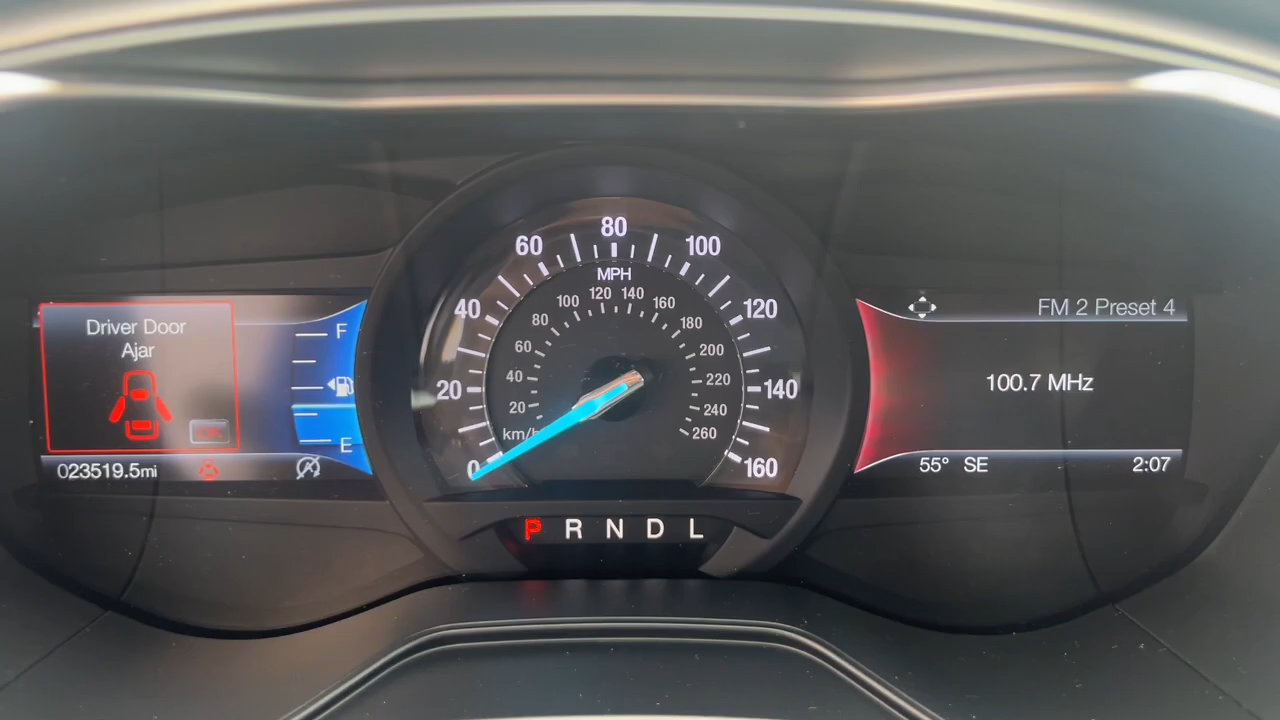 Driver Door
Ajar
OK
023519.5mi
F
E
0 20 40 60 80 100 120 140 160
MPH
20 40 60 80 100 120 140 160 180 200 220 240 260
km/h
P R N D L
FM 2 Preset 4
100.7 MHz
55° SE
2:07